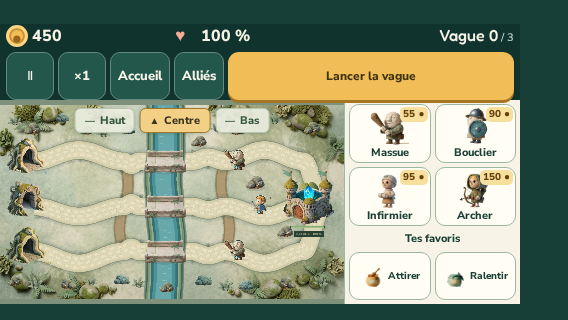 450 ♥ 100 % Vague 0 / 3
II ×1 Accueil Alliés Lancer la vague
— Haut ▲ Centre — Bas
55 • 90 •
Massue Bouclier
95 • 150 •
Infirmier Archer
Tes favoris
Attirer Ralentir